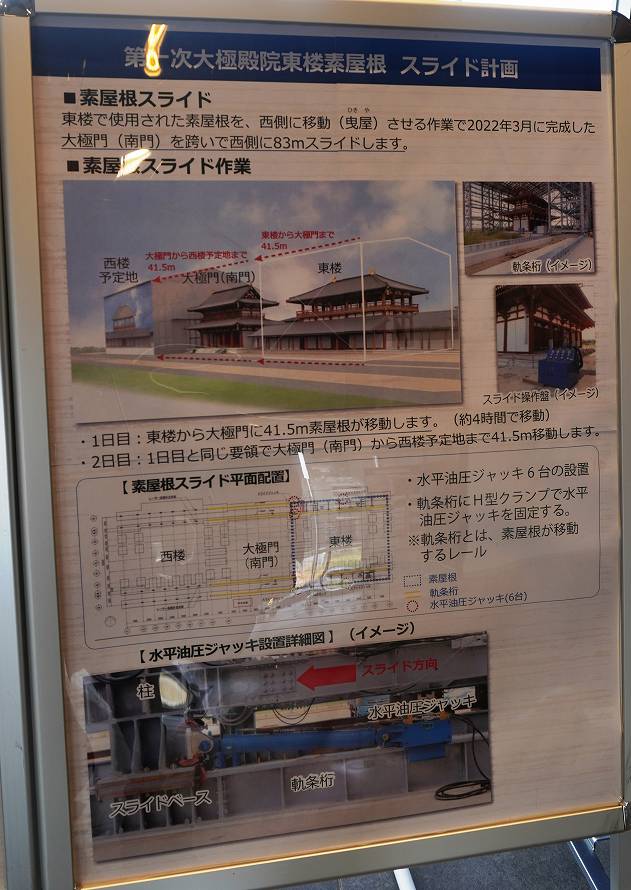 第一次大極殿院東楼素屋根 スライド計画
■素屋根スライド
東楼で使用された素屋根を、西側に移動（曳屋）させる作業で2022年3月に完成した
ひき や
大極門（南門）を跨いで西側に83mスライドします。
■素屋根スライド作業
東楼から大極門まで
41.5m
大極門から西楼予定地まで
41.5m
西楼
予定地
大極門(南門)
東楼
軌条桁（イメージ）
スライド操作盤（イメージ）
・1日目：東楼から大極門に41.5m素屋根が移動します。（約4時間で移動）
・2日目：1日目と同じ要領で大極門（南門）から西楼予定地まで41.5m移動します。
【 素屋根スライド平面配置】
西楼
大極門
（南門）
東楼
・水平油圧ジャッキ６台の設置
・軌条桁にＨ型クランプで水平
油圧ジャッキを固定する。
※軌条桁とは、素屋根が移動
するレール
素屋根
軌条桁
水平油圧ジャッキ(6台)
【 水平油圧ジャッキ設置詳細図 】（イメージ）
スライド方向
柱
水平油圧ジャッキ
軌条桁
スライドベース